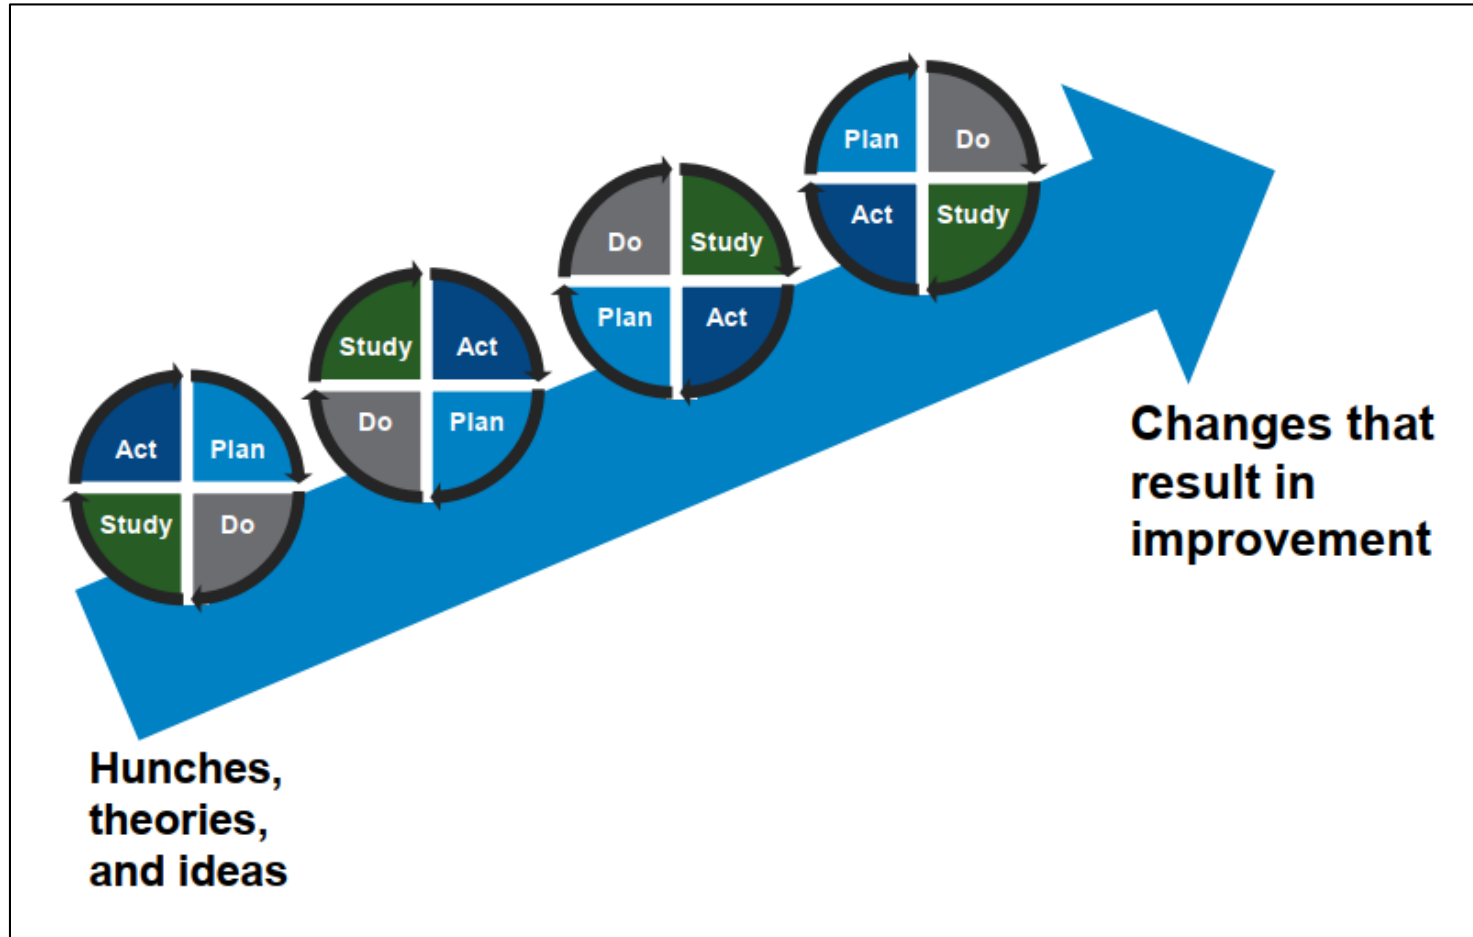 Plan Do
Act Study
Do Study
Plan Act
Study Act
Do Plan
Act Plan
Study Do
Changes that
result in
improvement
Hunches,
theories,
and ideas